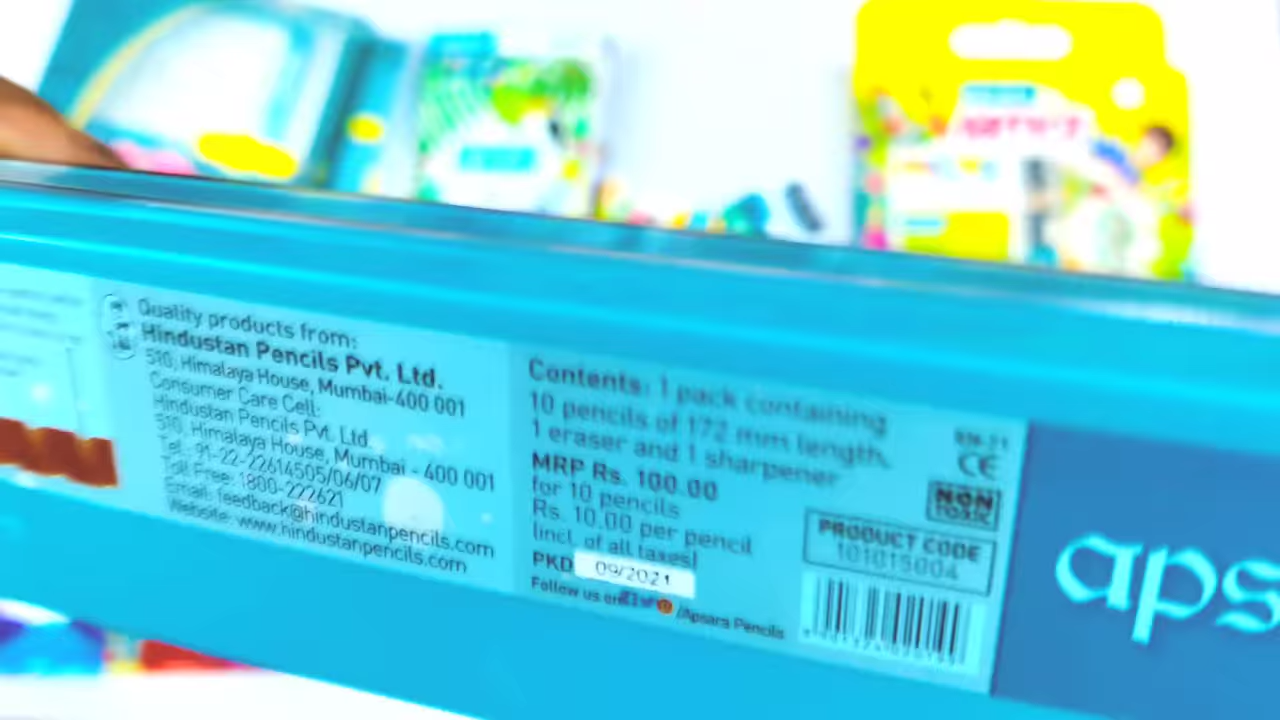 Quality products from:
Hindustan Pencils Pvt. Ltd.
510, Himalaya House, Mumbai-400 001
Consumer Care Cell:
Hindustan Pencils Pvt. Ltd.
510, Himalaya House, Mumbai - 400 001
Tel.: 91-22-22614505/06/07
Toll Free: 1800-222621
Email: feedback@hindustanpencils.com
Website: www.hindustanpencils.com
Contents: 1 pack containing
10 pencils of 172 mm length,
1 eraser and 1 sharpener
MRP Rs. 100.00
for 10 pencils
Rs. 10.00 per pencil
(incl. of all taxes)
PKD 09/2021
Follow us on /Apsara Pencils
CE
NON
TOXIC
PRODUCT CODE
101015004
aps